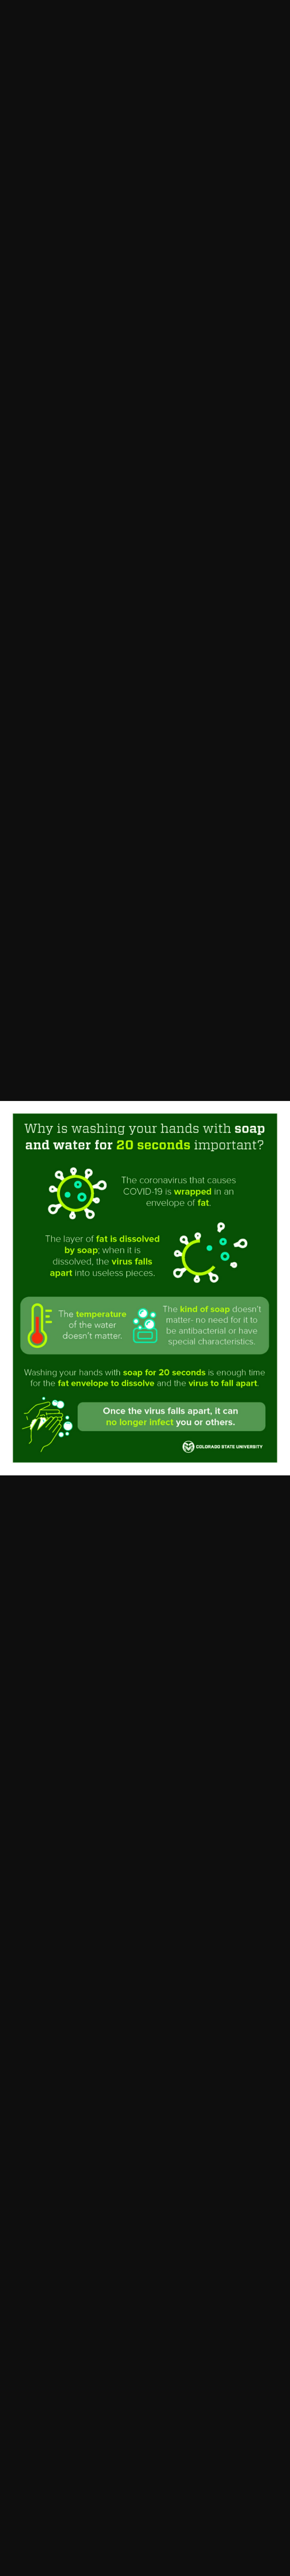 Why is washing your hands with soap
and water for 20 seconds important?
The coronavirus that causes
COVID-19 is wrapped in an
envelope of fat.
The layer of fat is dissolved
by soap; when it is
dissolved, the virus falls
apart into useless pieces.
The temperature
of the water
doesn't matter.
The kind of soap doesn't
matter- no need for it to
be antibacterial or have
special characteristics.
Washing your hands with soap for 20 seconds is enough time
for the fat envelope to dissolve and the virus to fall apart.
Once the virus falls apart, it can
no longer infect you or others.
COLORADO STATE UNIVERSITY